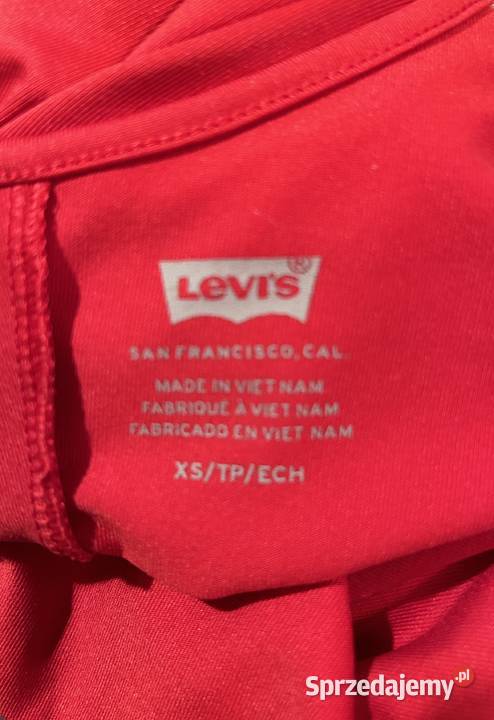 Levi's®
SAN FRANCISCO, CAL.
MADE IN VIET NAM
FABRIQUÉ À VIET NAM
FABRICADO EN VIET NAM
XS/TP/ECH
Sprzedajemy.pl